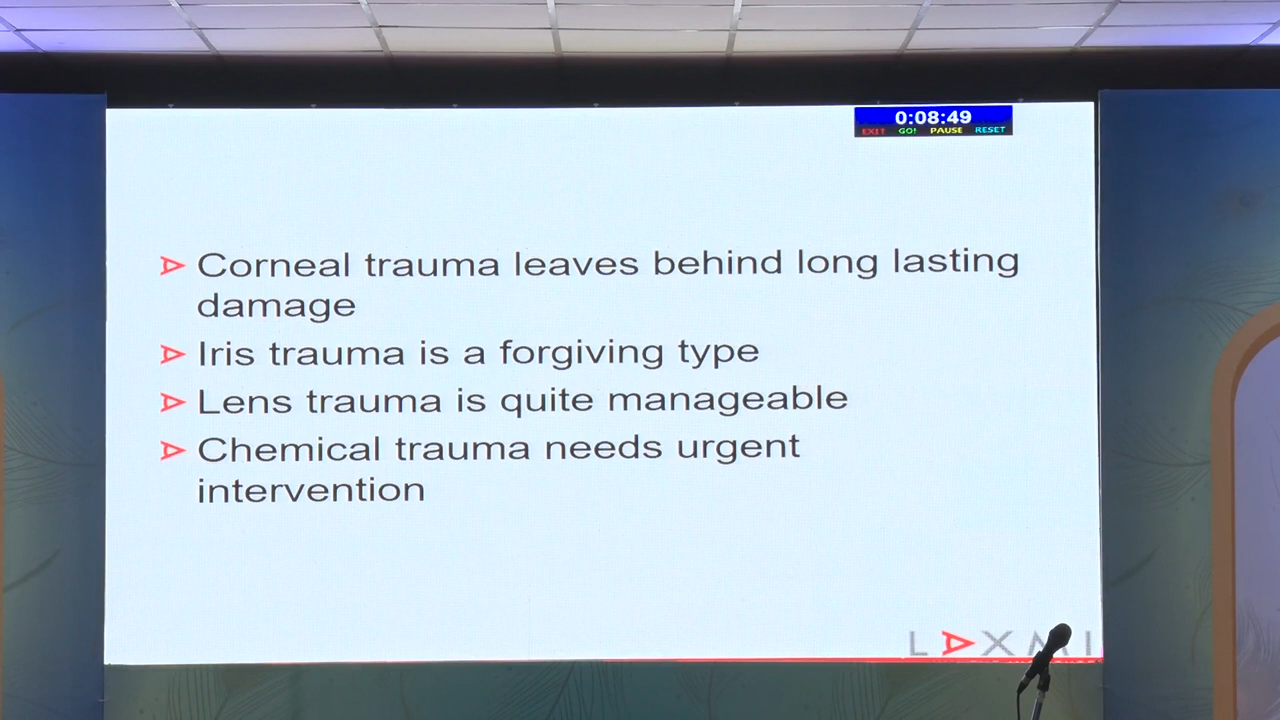 0:08:49
EXIT GO! PAUSE RESET
Corneal trauma leaves behind long lasting
damage
Iris trauma is a forgiving type
Lens trauma is quite manageable
Chemical trauma needs urgent
intervention
LAXMI